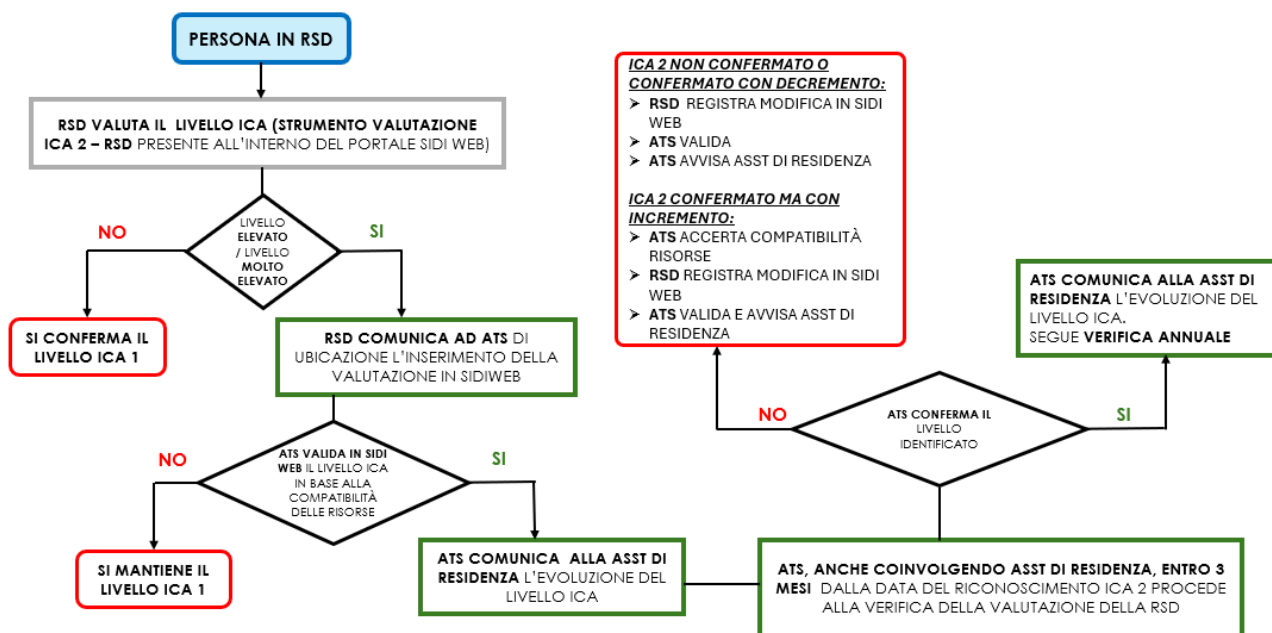 PERSONA IN RSD
RSD VALUTA IL LIVELLO ICA (STRUMENTO VALUTAZIONE
ICA 2 – RSD PRESENTE ALL'INTERNO DEL PORTALE SIDI WEB)
LIVELLO
ELEVATO
/ LIVELLO
MOLTO
ELEVATO
NO
SI
SI CONFERMA IL
LIVELLO ICA 1
RSD COMUNICA AD ATS DI
UBICAZIONE L'INSERIMENTO DELLA
VALUTAZIONE IN SIDIWEB
ATS VALIDA IN SIDI
WEB IL LIVELLO ICA
IN BASE ALLA
COMPATIBILITÀ
DELLE RISORSE
NO
SI
SI MANTIENE IL
LIVELLO ICA 1
ATS COMUNICA ALLA ASST DI
RESIDENZA L'EVOLUZIONE DEL
LIVELLO ICA
ATS, ANCHE COINVOLGENDO ASST DI RESIDENZA, ENTRO 3
MESI DALLA DATA DEL RICONOSCIMENTO ICA 2 PROCEDE
ALLA VERIFICA DELLA VALUTAZIONE DELLA RSD
ATS CONFERMA IL
LIVELLO
IDENTIFICATO
NO
SI
ICA 2 NON CONFERMATO O
CONFERMATO CON DECREMENTO:
➤ RSD REGISTRA MODIFICA IN SIDI
WEB
➤ ATS VALIDA
➤ ATS AVVISA ASST DI RESIDENZA
ICA 2 CONFERMATO MA CON
INCREMENTO:
➤ ATS ACCERTA COMPATIBILITÀ
RISORSE
➤ RSD REGISTRA MODIFICA IN SIDI
WEB
➤ ATS VALIDA E AVVISA ASST DI
RESIDENZA
ATS COMUNICA ALLA ASST DI
RESIDENZA L'EVOLUZIONE DEL
LIVELLO ICA.
SEGUE VERIFICA ANNUALE